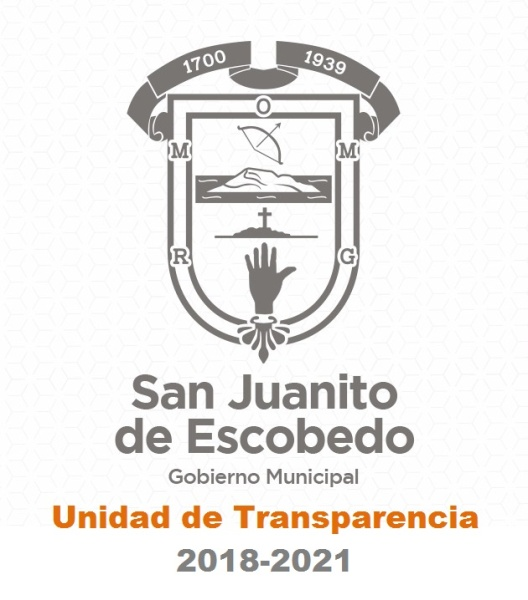 1700 1939
O
M M
R G
San Juanito
de Escobedo
Gobierno Municipal
Unidad de Transparencia
2018-2021